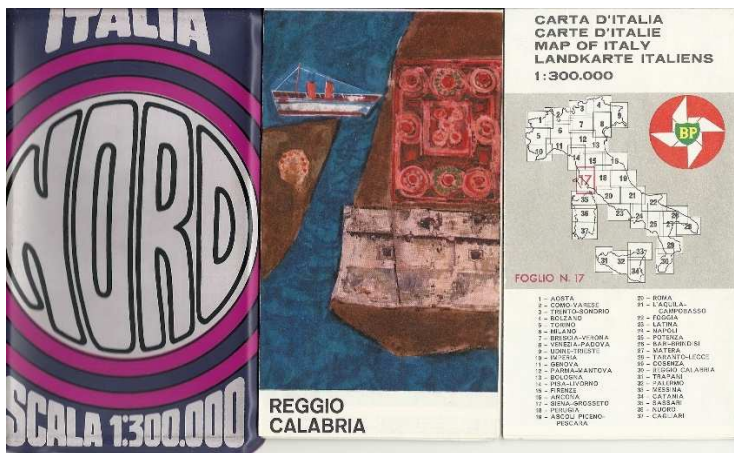 ITALIA
NORD
SCALA 1:300.000
REGGIO
CALABRIA
CARTA D'ITALIA
CARTE D'ITALIE
MAP OF ITALY
LANDKARTE ITALIENS
1:300.000
BP
17
FOGLIO N. 17
1 – AOSTA
2 – COMO-VARESE
3 – TRENTO-SONDRIO
4 – BOLZANO
5 – TORINO
6 – MILANO
7 – BRESCIA-VERONA
8 – VENEZIA-PADOVA
9 – UDINE-TRIESTE
10 – IMPERIA
11 – GENOVA
12 – PARMA-MANTOVA
13 – BOLOGNA
14 – PISA-LIVORNO
15 – FIRENZE
16 – ANCONA
17 – SIENA-GROSSETO
18 – PERUGIA
19 – ASCOLI PICENO-
PESCARA
20 – ROMA
21 – L'AQUILA-
CAMPOBASSO
22 – FOGGIA
23 – LATINA
24 – NAPOLI
25 – POTENZA
26 – BARI-BRINDISI
27 – MATERA
28 – TARANTO-LECCE
29 – COSENZA
30 – REGGIO CALABRIA
31 – TRAPANI
32 – PALERMO
33 – MESSINA
34 – CATANIA
35 – SASSARI
36 – NUORO
37 – CAGLIARI